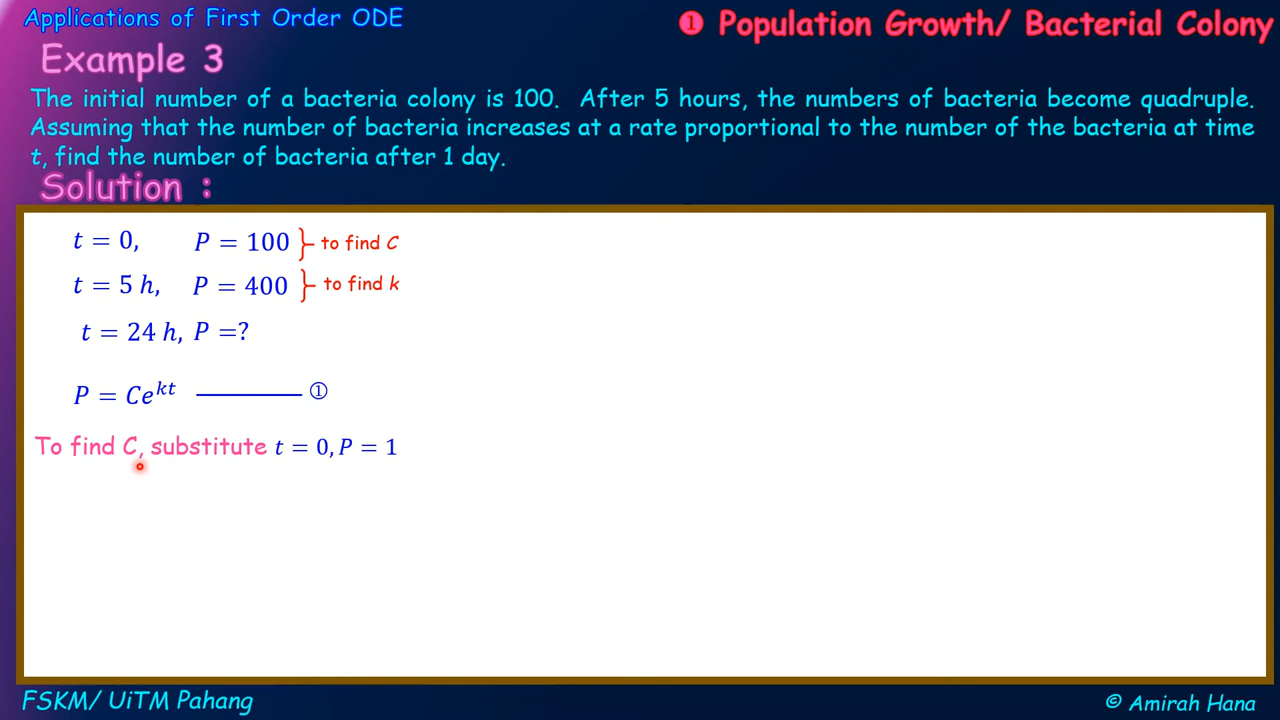 Applications of First Order ODE
❶ Population Growth/ Bacterial Colony
Example 3
The initial number of a bacteria colony is 100. After 5 hours, the numbers of bacteria become quadruple.
Assuming that the number of bacteria increases at a rate proportional to the number of the bacteria at time
t, find the number of bacteria after 1 day.
Solution :
t = 0, P = 100 } to find C
t = 5 h, P = 400 } to find k
t = 24 h, P =?
P = Ce^{kt} ——— ①
To find C, substitute t = 0, P = 1
FSKM/ UiTM Pahang
© Amirah Hana